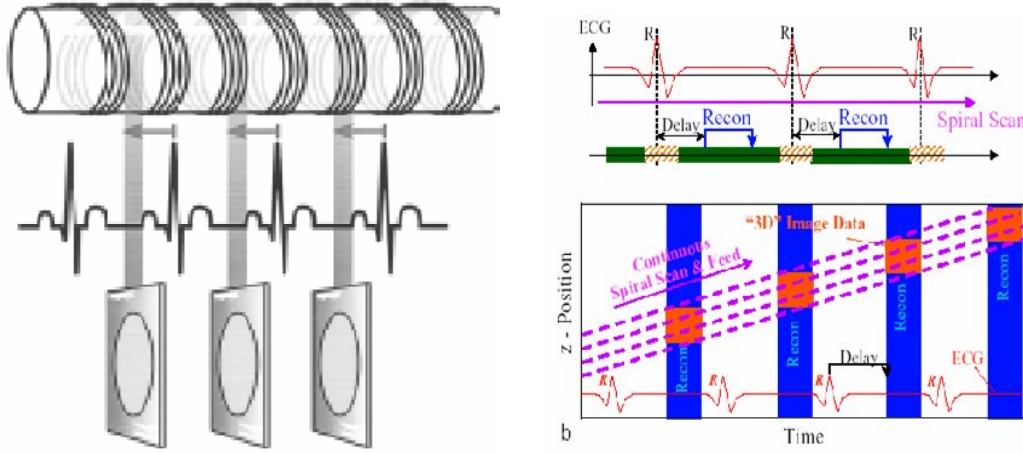 ECG
R
R
R
Spiral Scan
Delay
Recon
Delay
Recon
"3D" Image Data
Continuous
Spiral Scan & Feed
z - Position
Recon
Recon
Recon
Recon
Delay
ECG
R
R
R
R
b
Time